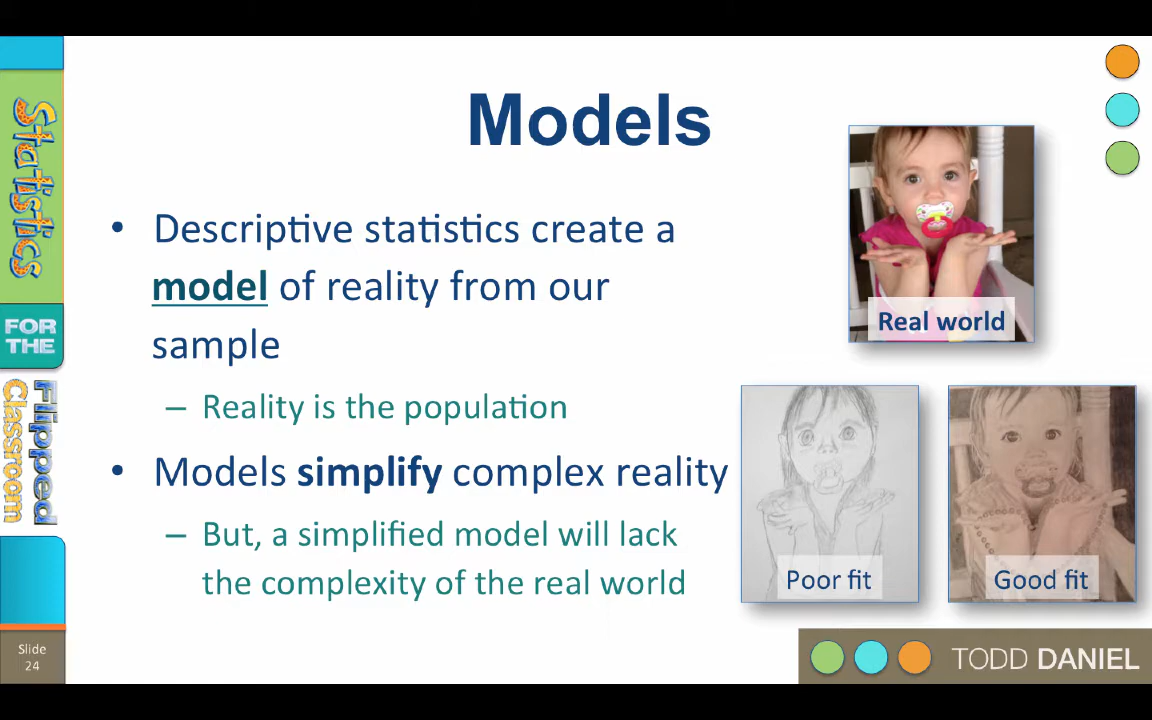 Statistics
FOR
THE
Flipped
Classroom
Slide
24
Models
• Descriptive statistics create a
model of reality from our
sample
– Reality is the population
• Models simplify complex reality
– But, a simplified model will lack
the complexity of the real world
Real world
Poor fit
Good fit
TODD DANIEL